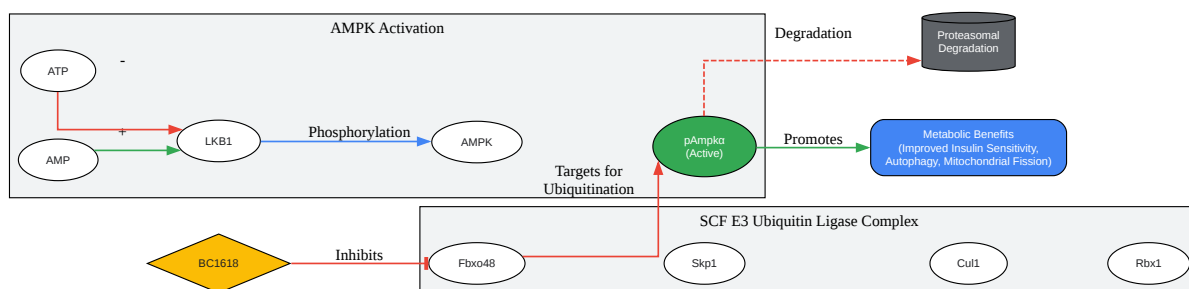 AMPK Activation
Degradation
Proteasomal
Degradation
ATP
-
+
AMP
LKB1
Phosphorylation
AMPK
pAmpkα
(Active)
Promotes
Metabolic Benefits
(Improved Insulin Sensitivity,
Autophagy, Mitochondrial Fission)
Targets for
Ubiquitination
SCF E3 Ubiquitin Ligase Complex
BC1618
Inhibits
Fbxo48
Skp1
Cul1
Rbx1